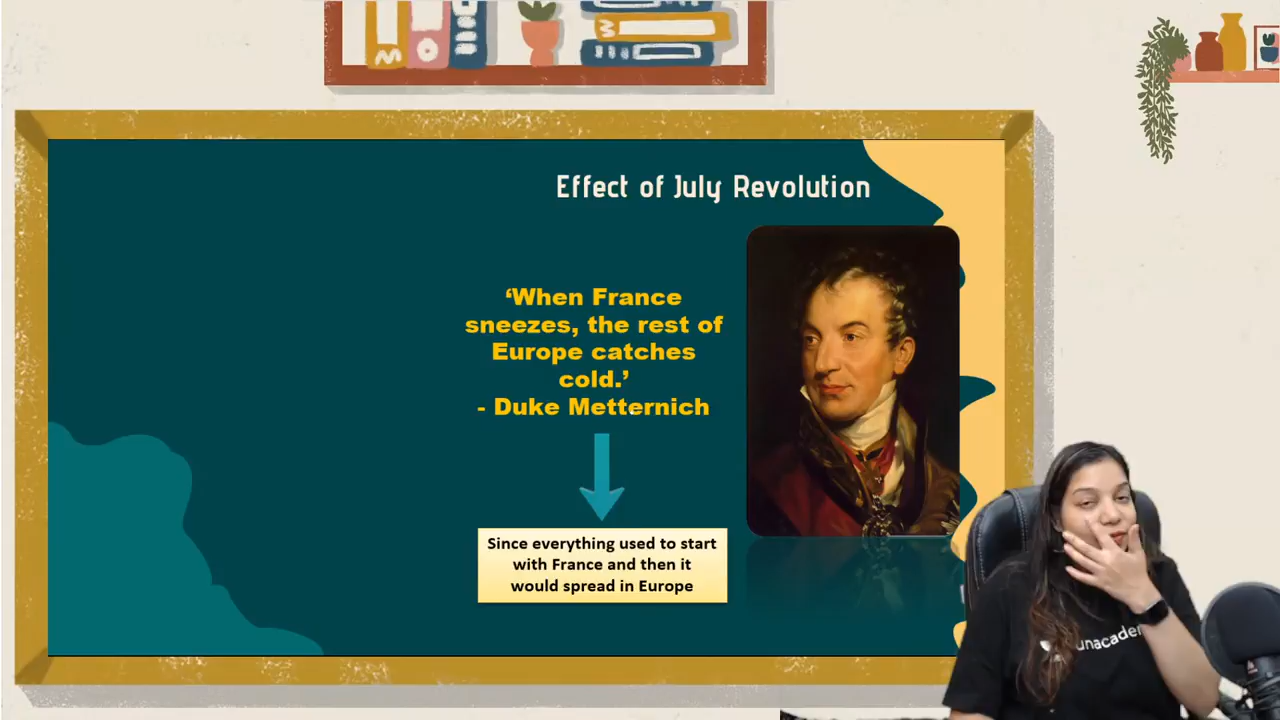 Effect of July Revolution
‘When France
sneezes, the rest of
Europe catches
cold.’
- Duke Metternich
Since everything used to start
with France and then it
would spread in Europe